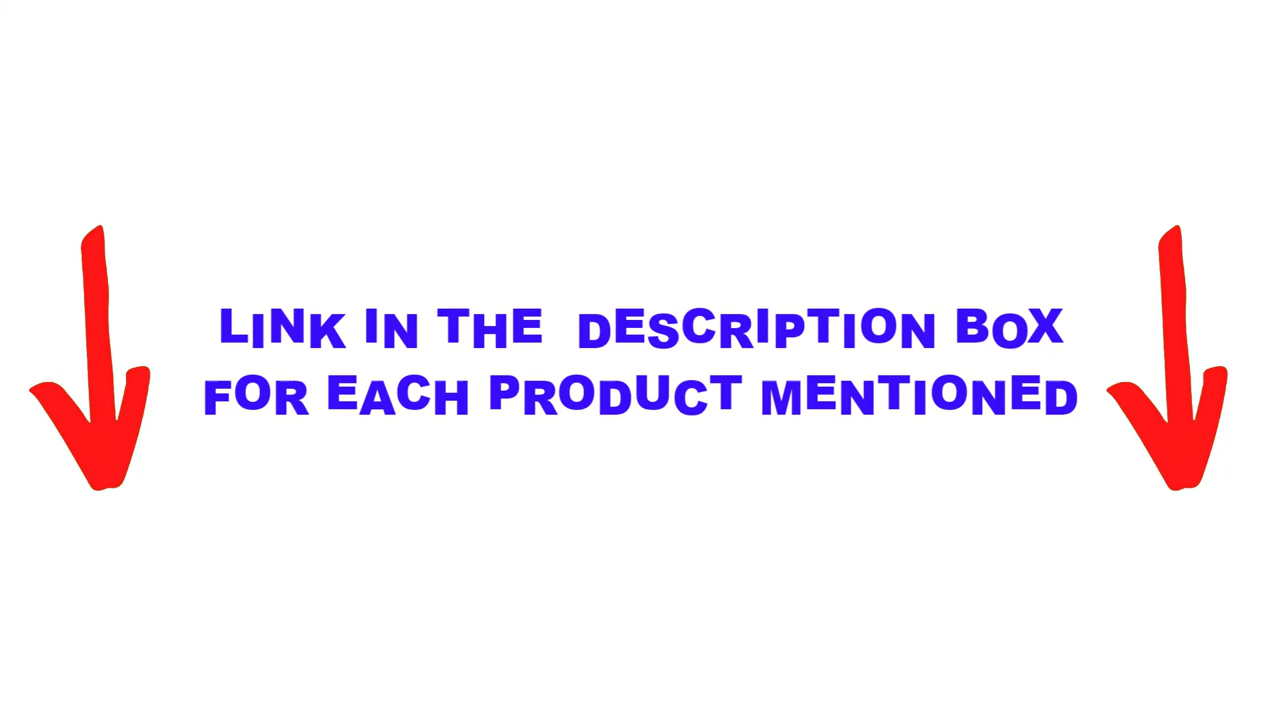 LINK IN THE DESCRIPTION BOX
FOR EACH PRODUCT MENTIONED